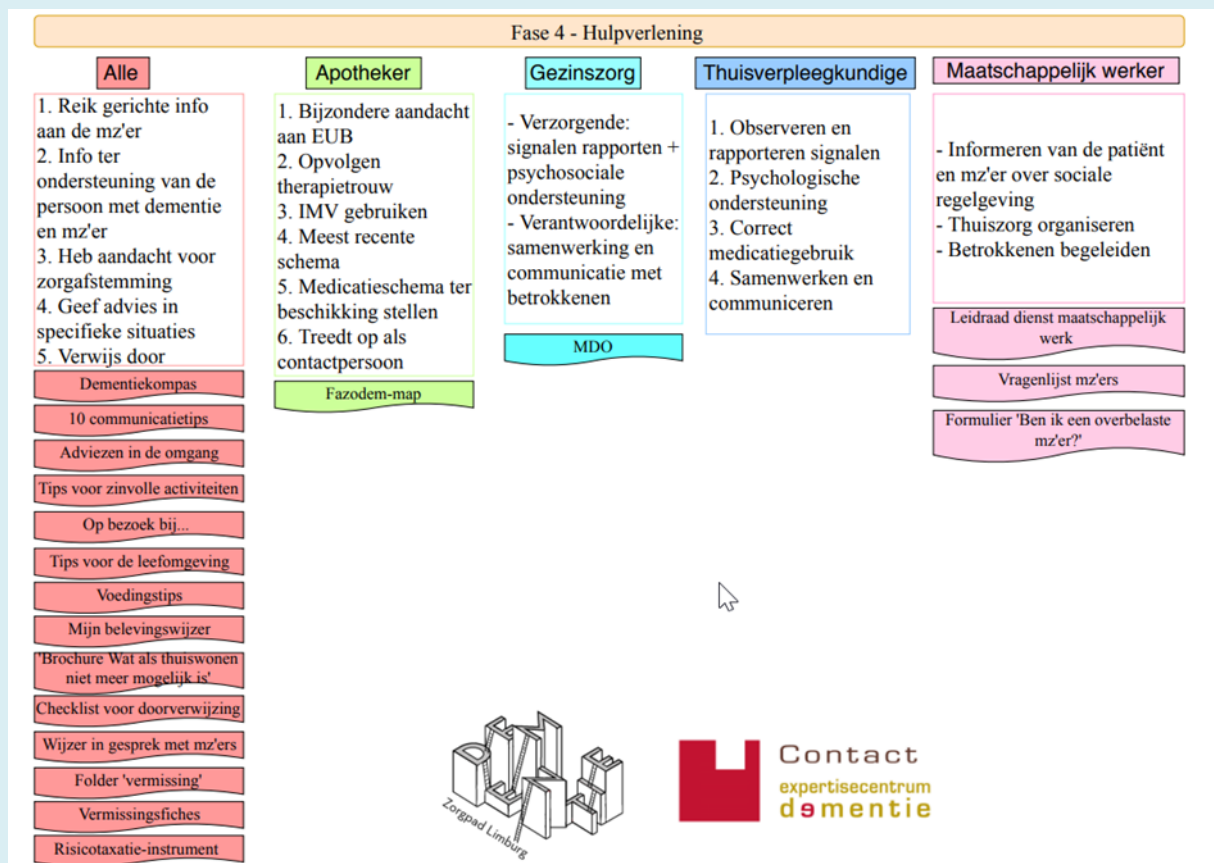 Fase 4 - Hulpverlening
Alle
1. Reik gerichte info
aan de mz'er
2. Info ter
ondersteuning van de
persoon met dementie
en mz'er
3. Heb aandacht voor
zorgafstemming
4. Geef advies in
specifieke situaties
5. Verwijs door
Dementiekompas
10 communicatietips
Adviezen in de omgang
Tips voor zinvolle activiteiten
Op bezoek bij...
Tips voor de leefomgeving
Voedingstips
Mijn belevingswijzer
'Brochure Wat als thuiswonen
niet meer mogelijk is'
Checklist voor doorverwijzing
Wijzer in gesprek met mz'ers
Folder 'vermissing'
Vermissingsfiches
Risicotaxatie-instrument
Apotheker
1. Bijzondere aandacht
aan EUB
2. Opvolgen
therapietrouw
3. IMV gebruiken
4. Meest recente
schema
5. Medicatieschema ter
beschikking stellen
6. Treedt op als
contactpersoon
Fazodem-map
Gezinszorg
- Verzorgende:
signalen rapporten +
psychosociale
ondersteuning
- Verantwoordelijke:
samenwerking en
communicatie met
betrokkenen
MDO
Thuisverpleegkundige
1. Observeren en
rapporteren signalen
2. Psychologische
ondersteuning
3. Correct
medicatiegebruik
4. Samenwerken en
communiceren
Maatschappelijk werker
- Informeren van de patiënt
en mz'er over sociale
regelgeving
- Thuiszorg organiseren
- Betrokkenen begeleiden
Leidraad dienst maatschappelijk
werk
Vragenlijst mz'ers
Formulier 'Ben ik een overbelaste
mz'er?'
Zorgpad Limburg
Contact
expertisecentrum
dementie